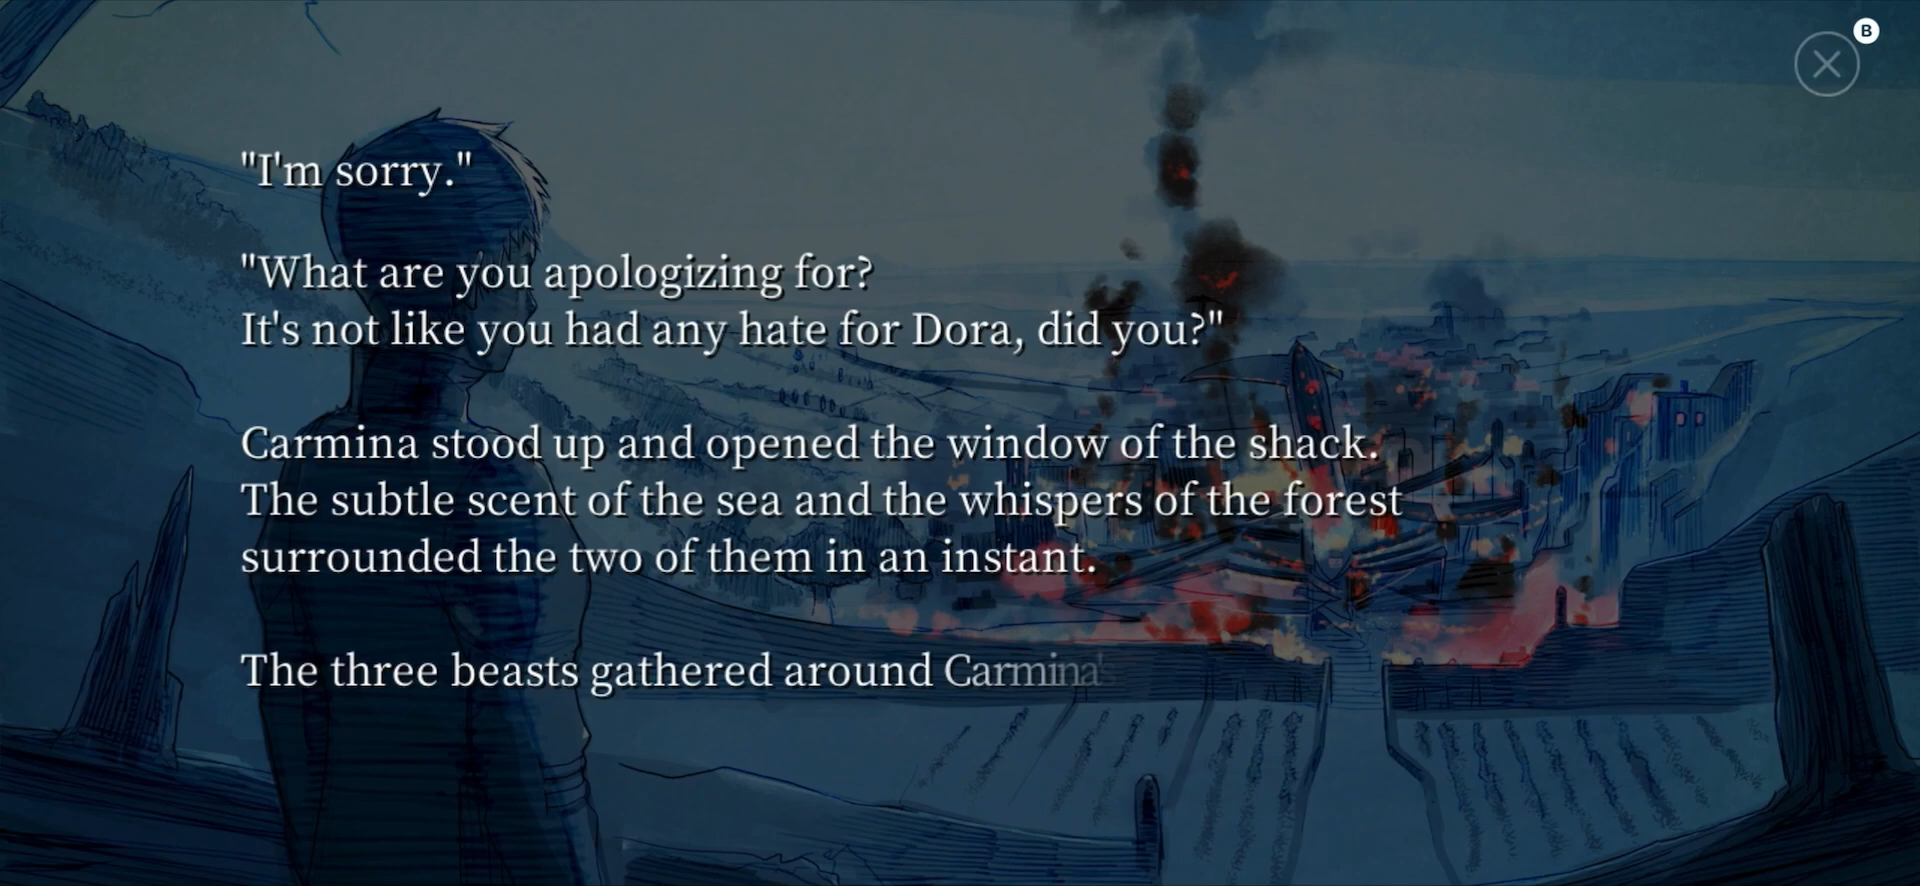 B
"I'm sorry."
"What are you apologizing for?
It's not like you had any hate for Dora, did you?"
Carmina stood up and opened the window of the shack.
The subtle scent of the sea and the whispers of the forest
surrounded the two of them in an instant.
The three beasts gathered around Carmina's